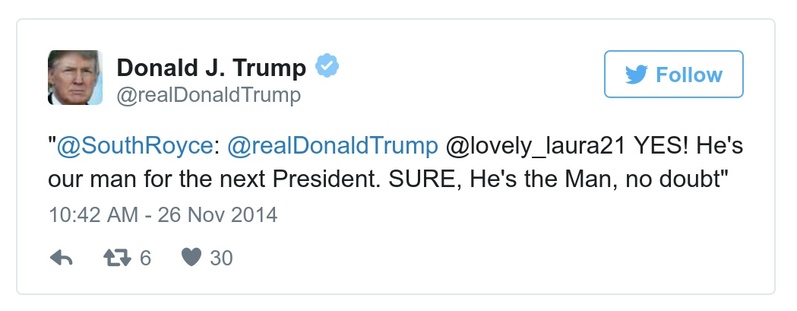 Donald J. Trump
@realDonaldTrump
Follow
"@SouthRoyce: @realDonaldTrump @lovely_laura21 YES! He's
our man for the next President. SURE, He's the Man, no doubt"
10:42 AM - 26 Nov 2014
6 30